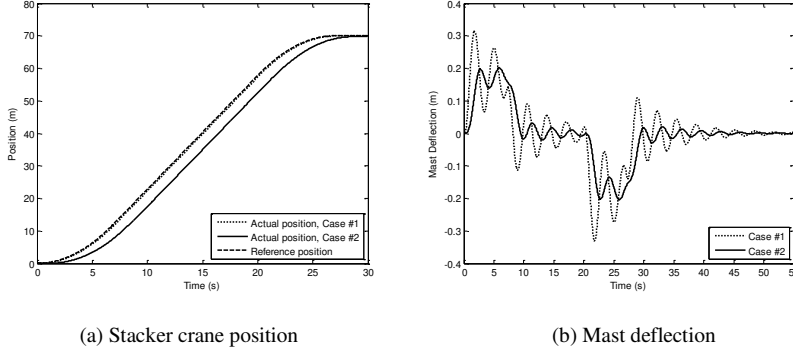 80
70
60
50
40
30
20
10
0
Position (m)
0 5 10 15 20 25 30
Time (s)
Actual position, Case #1
Actual position, Case #2
Reference position
(a) Stacker crane position
0.4
0.3
0.2
0.1
0
-0.1
-0.2
-0.3
-0.4
Mast Deflection (m)
0 5 10 15 20 25 30 35 40 45 50 55
Time (s)
Case #1
Case #2
(b) Mast deflection